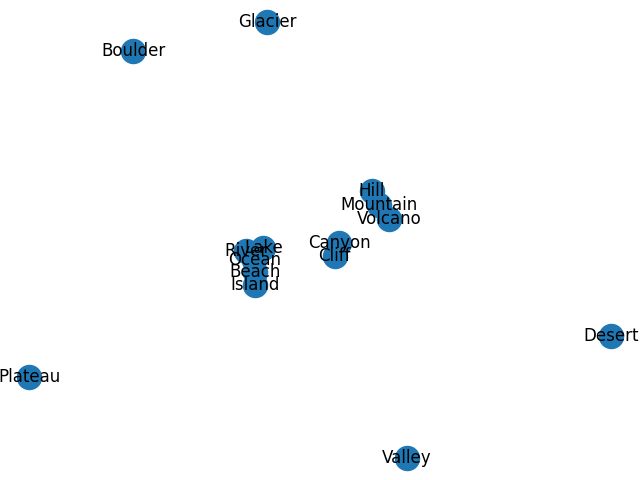 Glacier
Boulder
Hill
Mountain
Volcano
Canyon
Lake
River
Cliff
Ocean
Beach
Island
Desert
Plateau
Valley